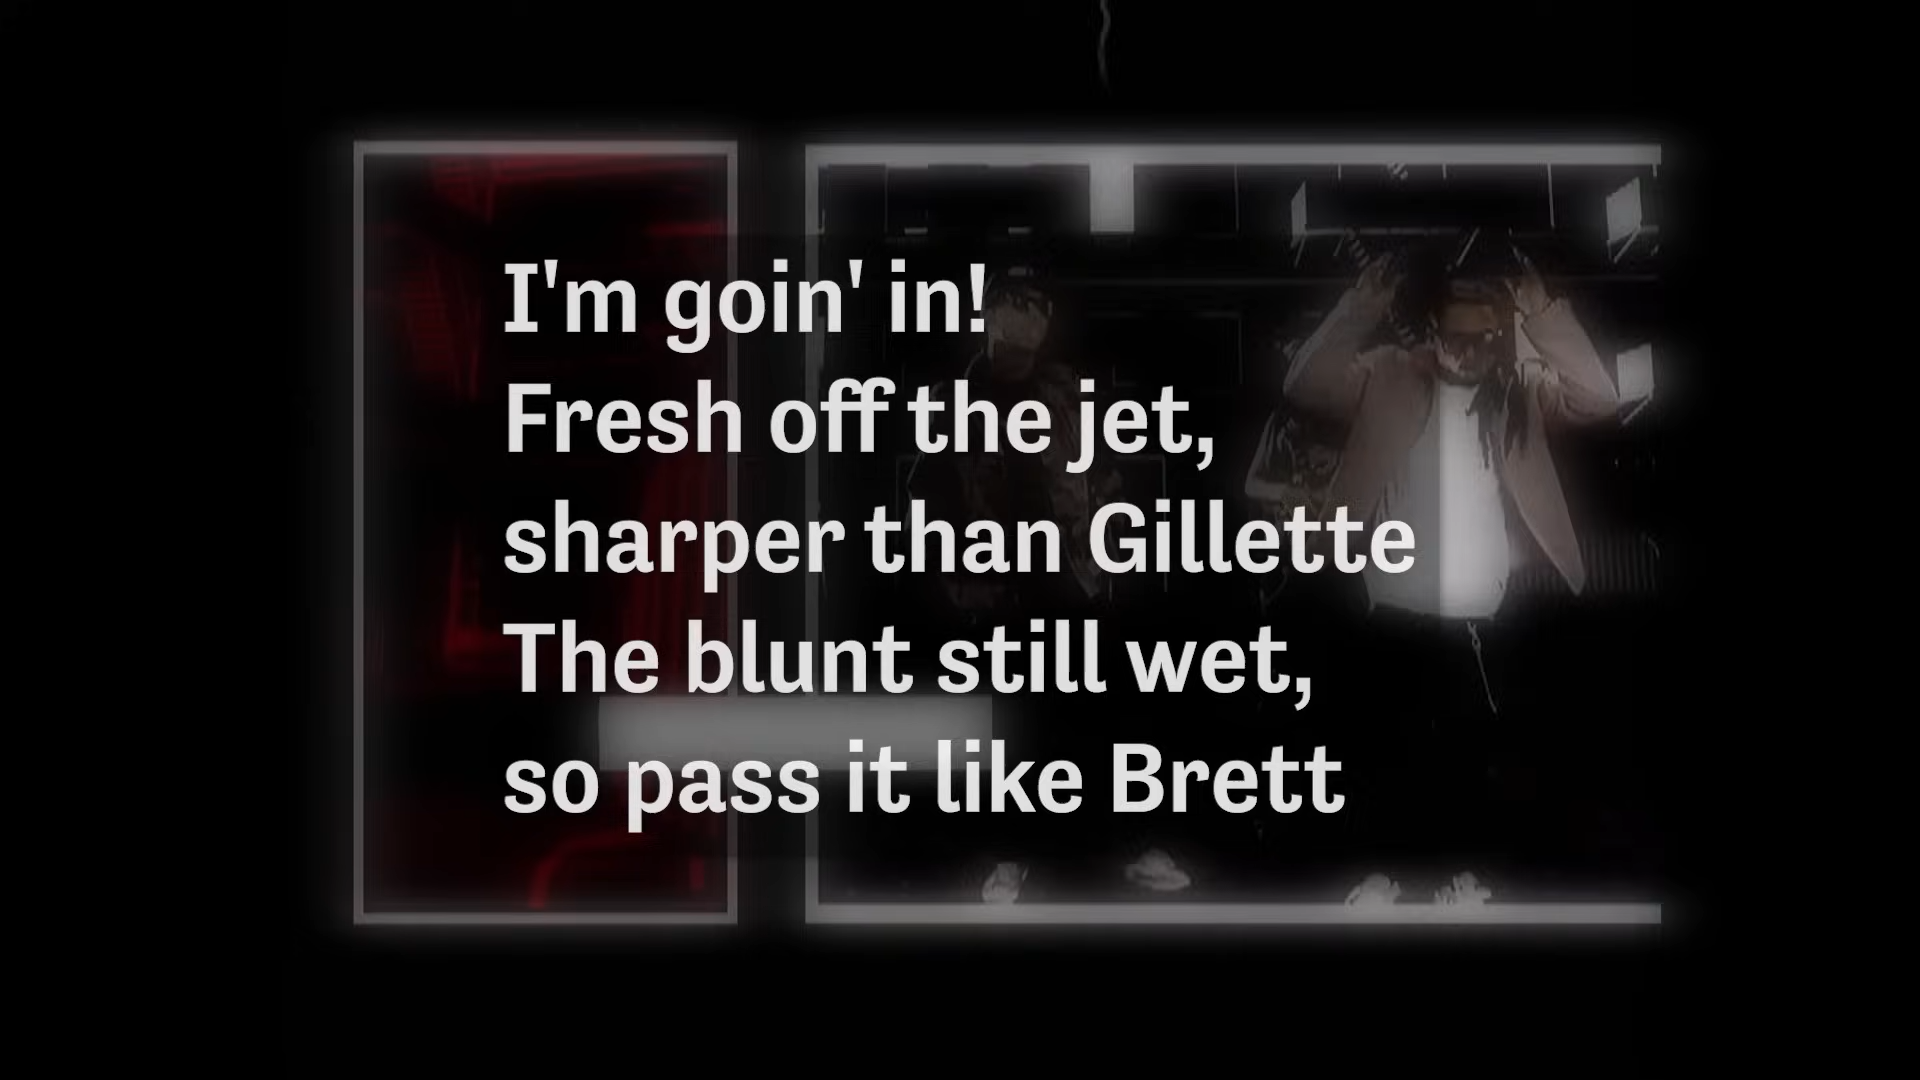 I'm goin' in!
Fresh off the jet,
sharper than Gillette
The blunt still wet,
so pass it like Brett